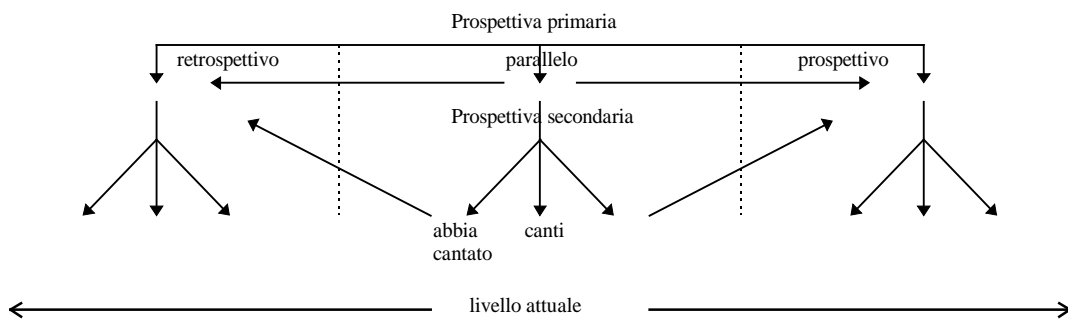 Prospettiva primaria
retrospettivo parallelo prospettivo
Prospettiva secondaria
abbia canti
cantato
livello attuale